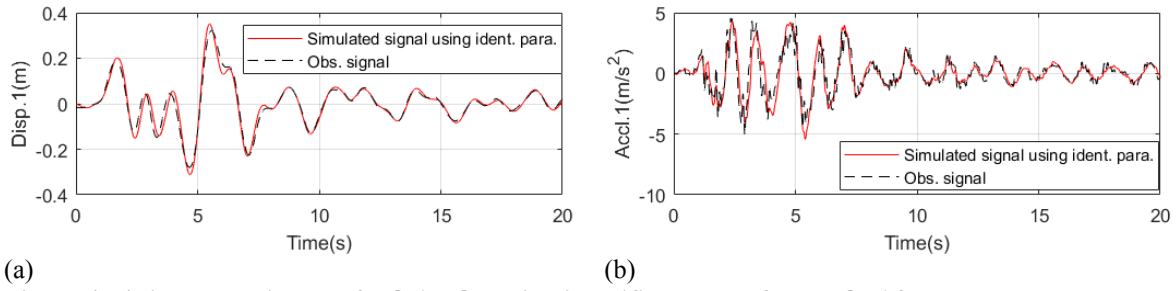 0.4
0.2
0
-0.2
-0.4
Disp.1(m)
Simulated signal using ident. para.
Obs. signal
0 5 10 15 20
Time(s)
(a)
5
0
-5
-10
Accl.1(m/s²)
Simulated signal using ident. para.
Obs. signal
0 5 10 15 20
Time(s)
(b)